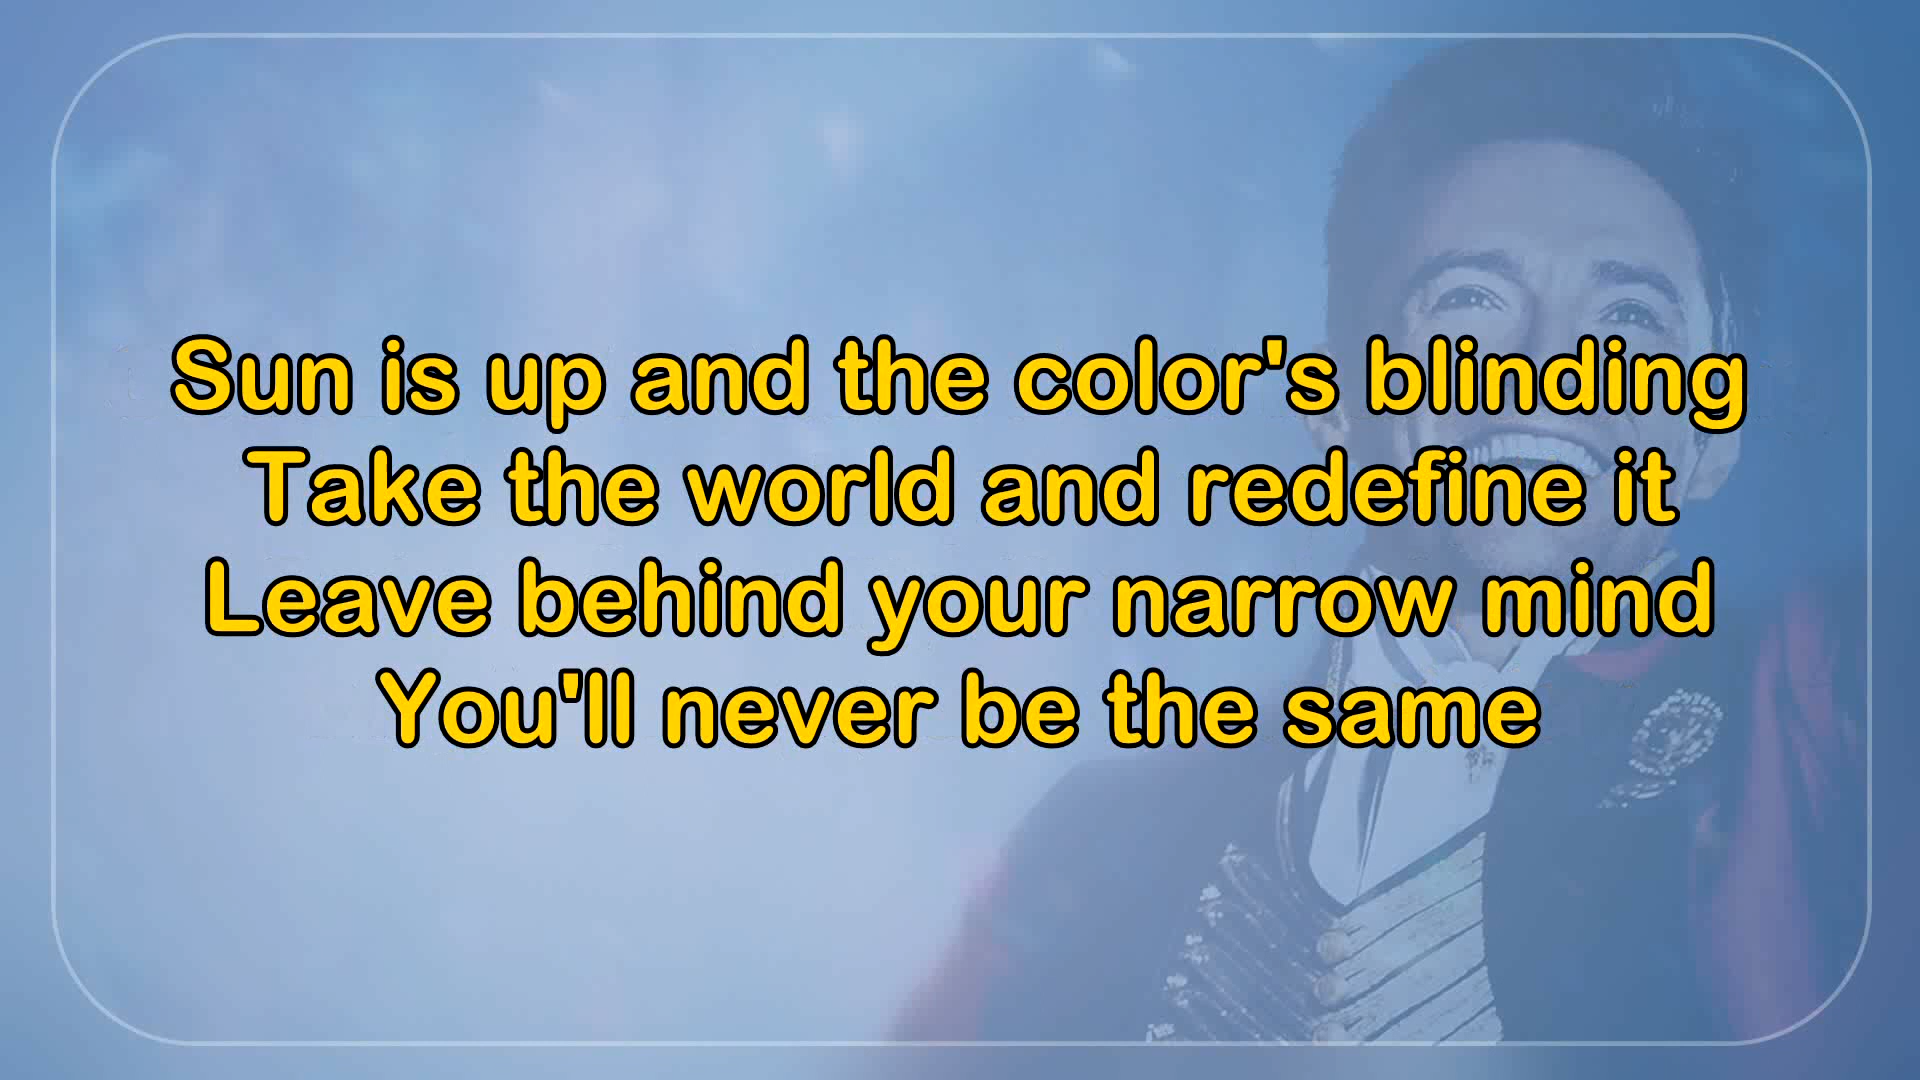 Sun is up and the color's blinding
Take the world and redefine it
Leave behind your narrow mind
You'll never be the same